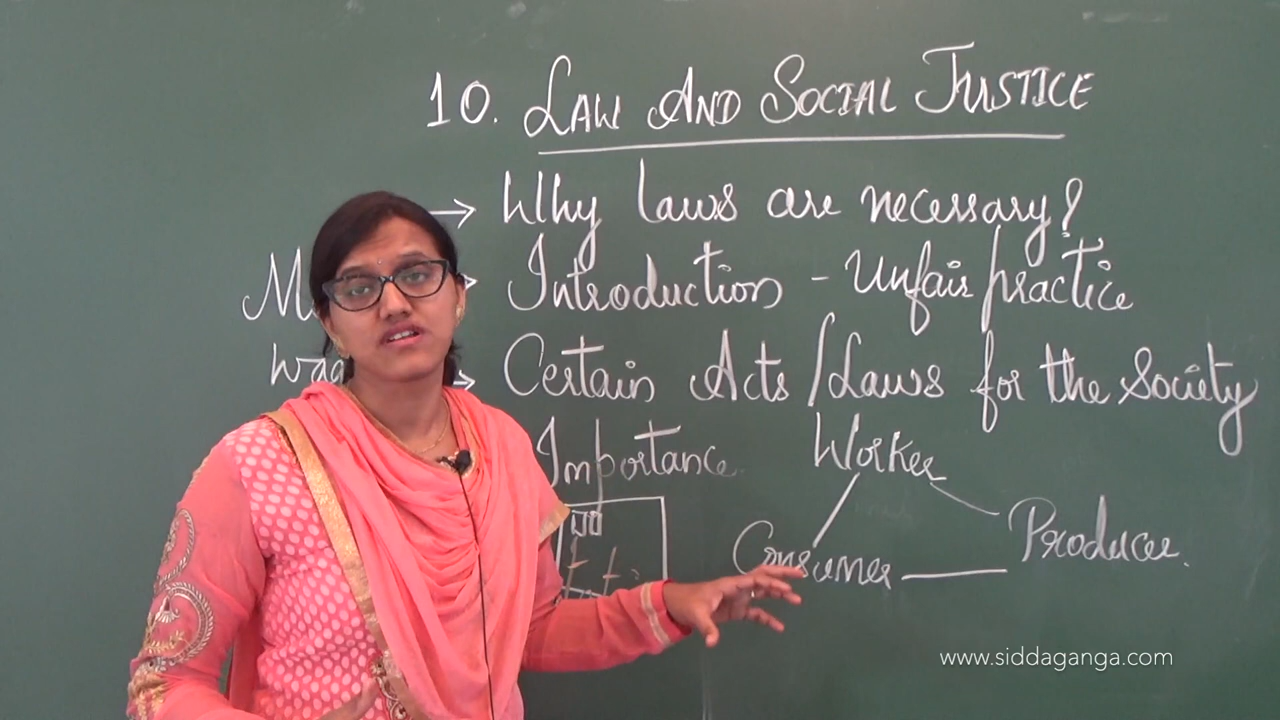 10. LAW AND SOCIAL JUSTICE
→ Why laws are necessary?
→ Introduction - Unfair practice
→ Certain Acts / Laws for the Society
Importance
Worker
Consumer
Producer.
www.siddaganga.com